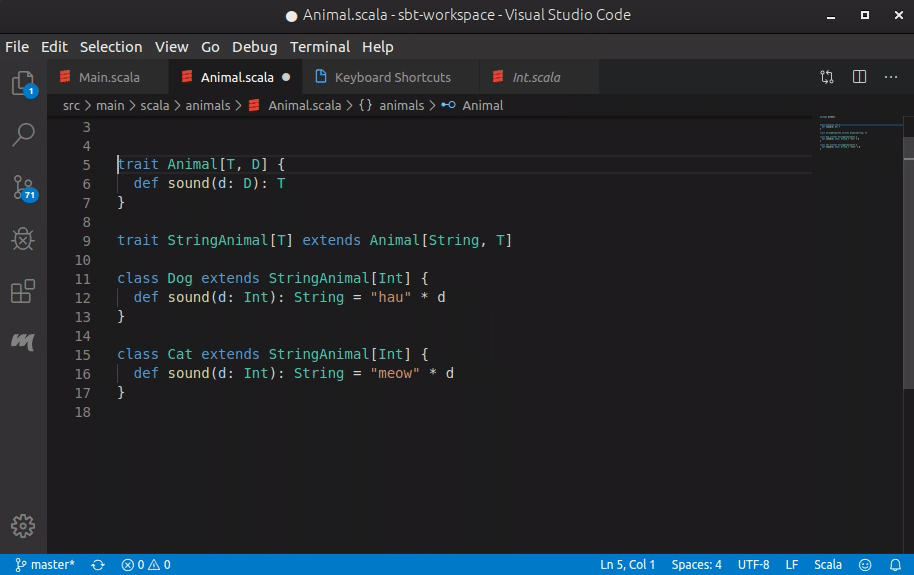 Animal.scala - sbt-workspace - Visual Studio Code
File Edit Selection View Go Debug Terminal Help
Main.scala Animal.scala Keyboard Shortcuts Int.scala
src > main > scala > animals > Animal.scala > {} animals > Animal
3
4
5 trait Animal[T, D] {
6 def sound(d: D): T
7 }
8
9 trait StringAnimal[T] extends Animal[String, T]
10
11 class Dog extends StringAnimal[Int] {
12 def sound(d: Int): String = "hau" * d
13 }
14
15 class Cat extends StringAnimal[Int] {
16 def sound(d: Int): String = "meow" * d
17 }
18
1
71
master* 0 0 Ln 5, Col 1 Spaces: 4 UTF-8 LF Scala